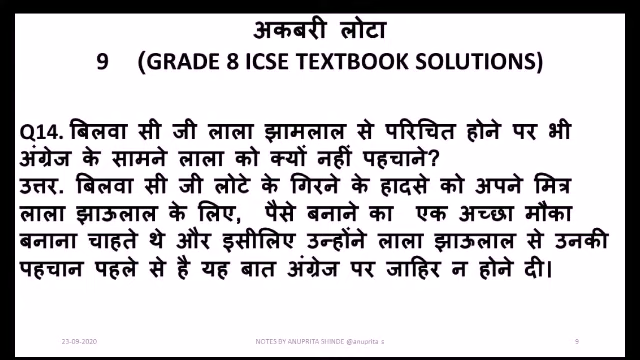 अकबरी लोटा
9 (GRADE 8 ICSE TEXTBOOK SOLUTIONS)
Q14. बिलवा सी जी लाला झामलाल से परिचित होने पर भी
अंग्रेज के सामने लाला को क्यों नहीं पहचाने?
उत्तर. बिलवा सी जी लोटे के गिरने के हादसे को अपने मित्र
लाला झाऊलाल के लिए, पैसे बनाने का एक अच्छा मौका
बनाना चाहते थे और इसीलिए उन्होंने लाला झाऊलाल से उनकी
पहचान पहले से है यह बात अंग्रेज पर जाहिर न होने दी।
23-09-2020 NOTES BY ANUPRITA SHINDE @anuprita s 9